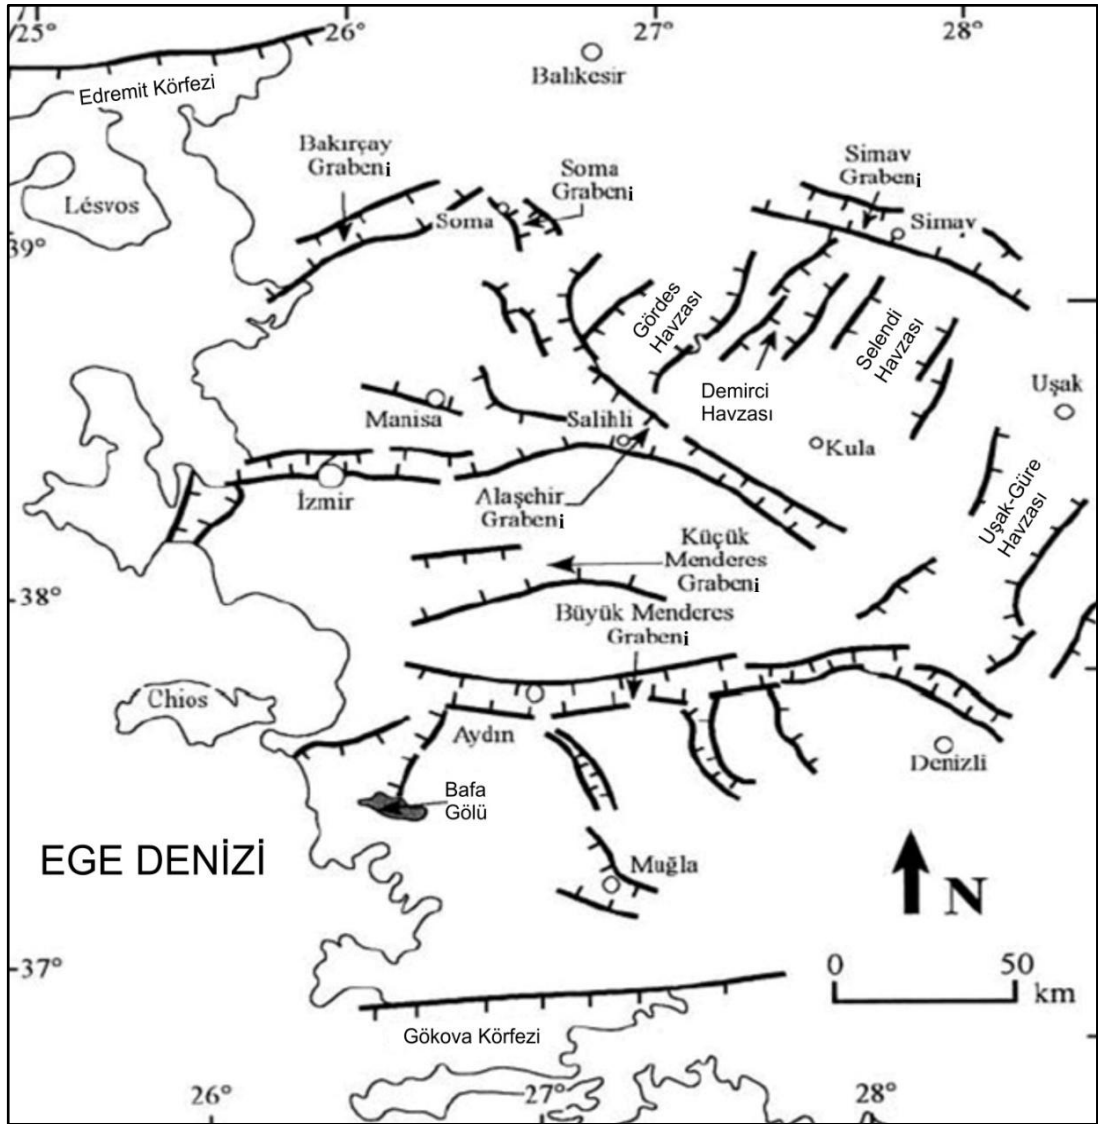 25°
26°
27°
28°
Balıkesir
Edremit Körfezi
Bakırçay
Grabeni
Soma
Grabeni
Simav
Grabeni
Lésvos
Soma
Simav
39°
Gördes
Havzası
Selendi
Havzası
Demirci
Havzası
Uşak
Manisa
Salihli
Kula
İzmir
Alaşehir
Grabeni
Uşak-Güre
Havzası
Küçük
Menderes
Grabeni
38°
Büyük Menderes
Grabeni
Chios
Aydın
Denizli
Bafa
Gölü
EGE DENİZİ
Muğla
N
37°
0 50
km
Gökova Körfezi
26°
27°
28°